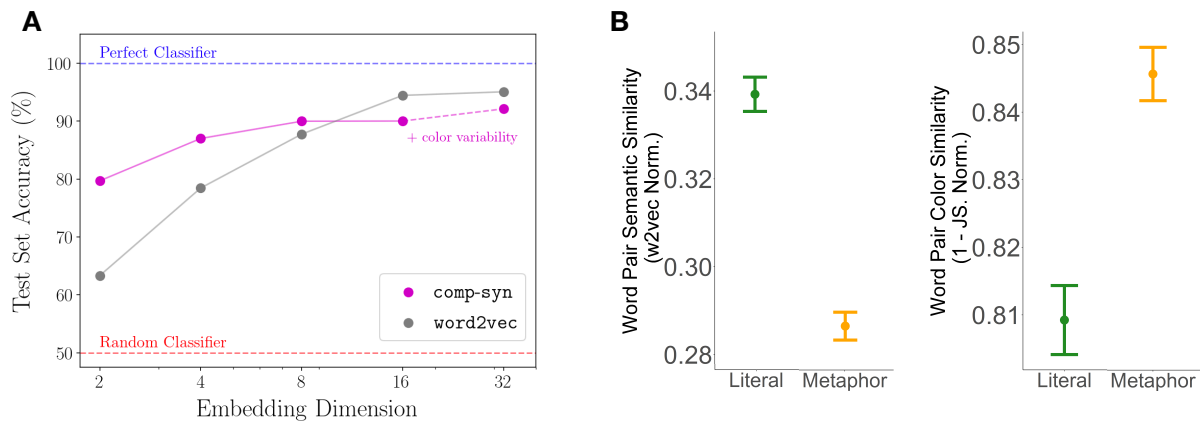 A
Test Set Accuracy (%)
100
90
80
70
60
50
Perfect Classifier
+ color variability
comp-syn
word2vec
Random Classifier
2
4
8
16
32
Embedding Dimension
B
Word Pair Semantic Similarity
(w2vec Norm.)
0.34
0.32
0.30
0.28
Literal
Metaphor
Word Pair Color Similarity
(1 - JS. Norm.)
0.85
0.84
0.83
0.82
0.81
Literal
Metaphor